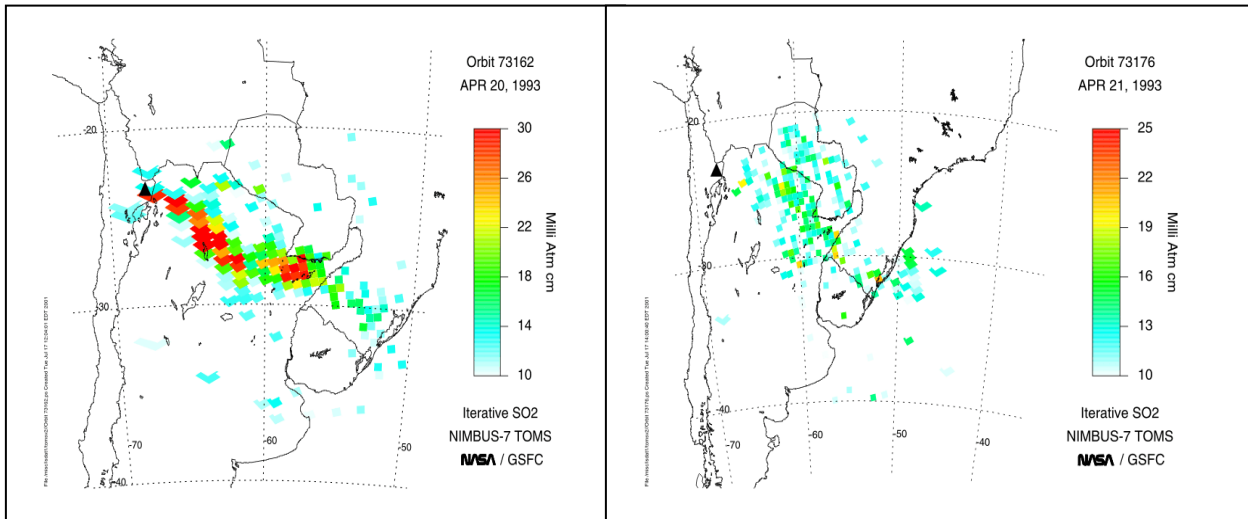 Orbit 73162
APR 20, 1993
30
26
22
18
14
10
Milli Atm cm
-20
-30
-40
-70
-60
-50
Iterative SO2
NIMBUS-7 TOMS
NASA / GSFC
Orbit 73176
APR 21, 1993
25
22
19
16
13
10
Milli Atm cm
-20
-30
-40
-70
-60
-50
-40
Iterative SO2
NIMBUS-7 TOMS
NASA / GSFC